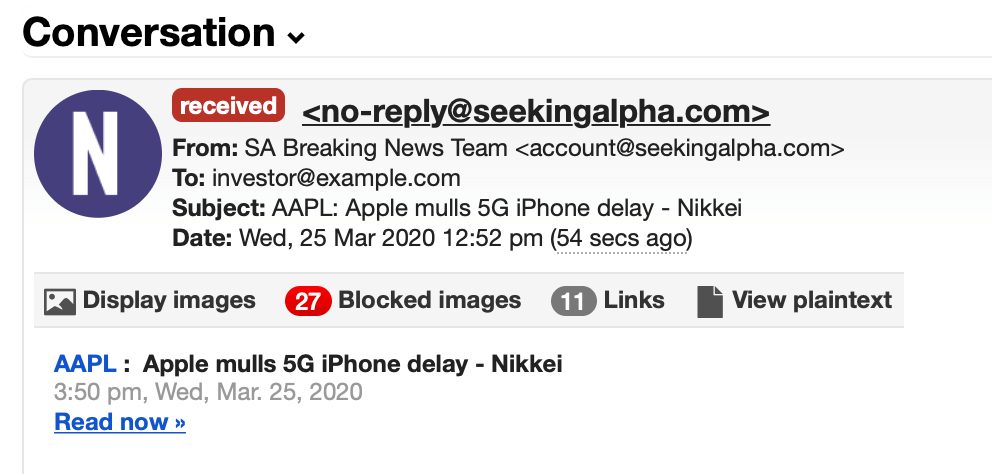 Conversation
N
received <no-reply@seekingalpha.com>
From: SA Breaking News Team <account@seekingalpha.com>
To: investor@example.com
Subject: AAPL: Apple mulls 5G iPhone delay - Nikkei
Date: Wed, 25 Mar 2020 12:52 pm (54 secs ago)
Display images 27 Blocked images 11 Links View plaintext
AAPL : Apple mulls 5G iPhone delay - Nikkei
3:50 pm, Wed, Mar. 25, 2020
Read now »